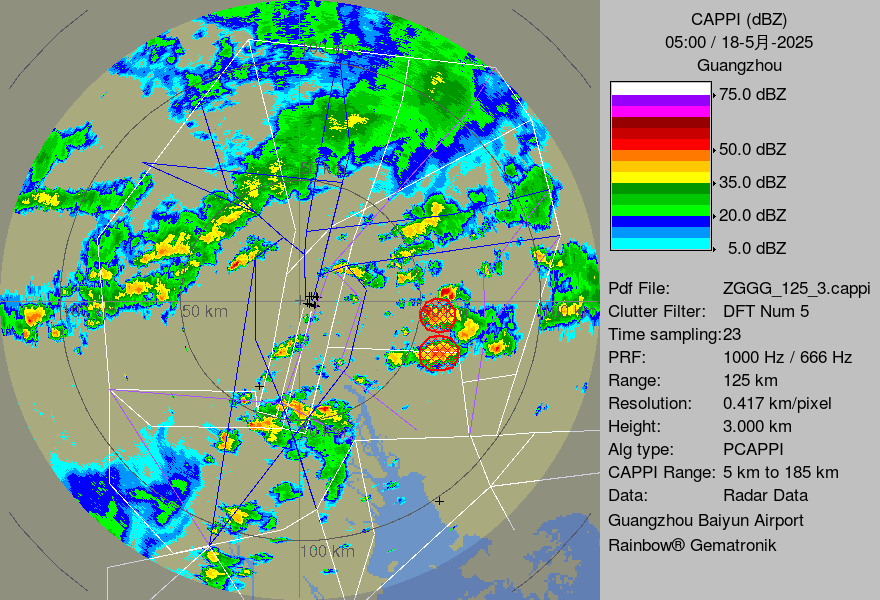 CAPPI (dBZ)
05:00 / 18-5月-2025
Guangzhou
75.0 dBZ
50.0 dBZ
35.0 dBZ
20.0 dBZ
5.0 dBZ
Pdf File: ZGGG_125_3.cappi
Clutter Filter: DFT Num 5
Time sampling:23
PRF: 1000 Hz / 666 Hz
Range: 125 km
Resolution: 0.417 km/pixel
Height: 3.000 km
Alg type: PCAPPI
CAPPI Range: 5 km to 185 km
Data: Radar Data
Guangzhou Baiyun Airport
Rainbow® Gematronik
50 km
100 km